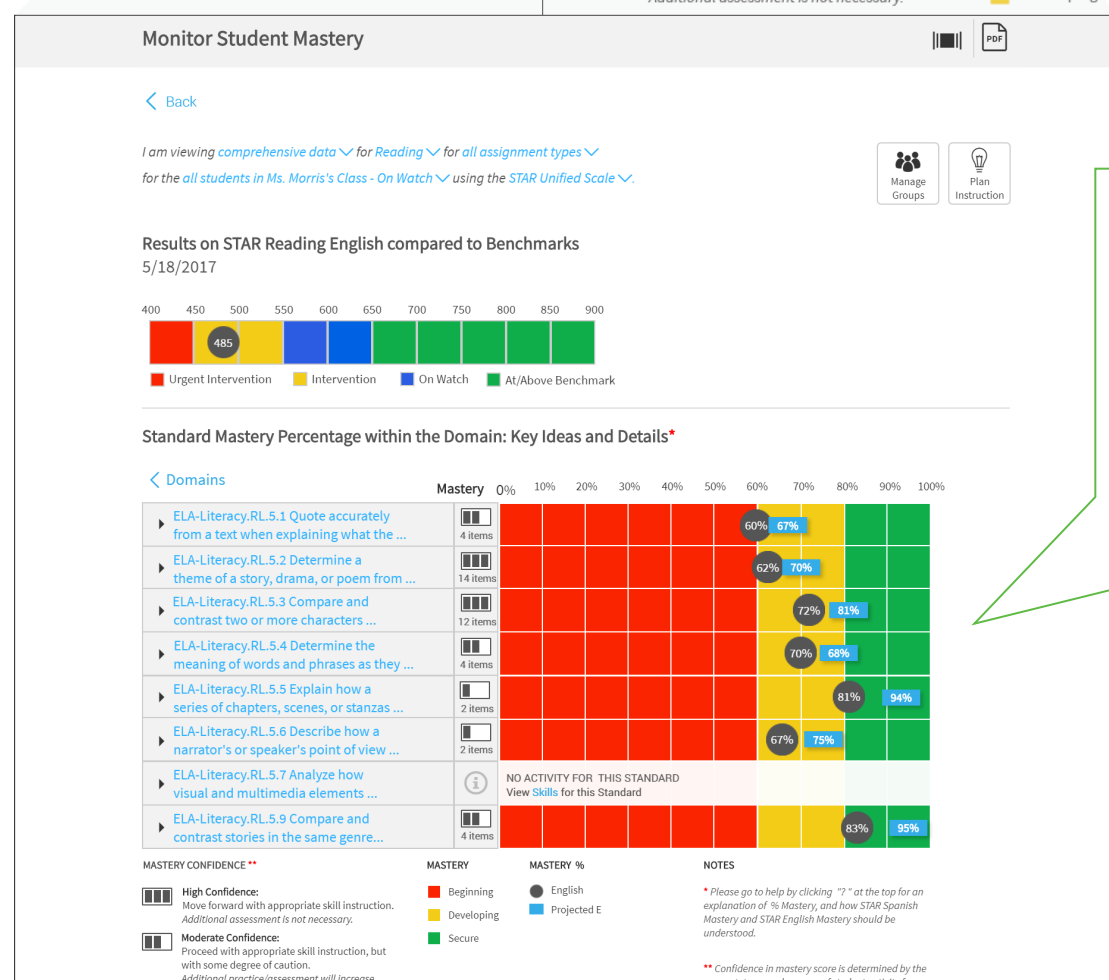 Additional assessment is not necessary.
Monitor Student Mastery
PDF
Back
I am viewing comprehensive data for Reading for all assignment types
for the all students in Ms. Morris's Class - On Watch using the STAR Unified Scale.
Manage
Groups
Plan
Instruction
Results on STAR Reading English compared to Benchmarks
5/18/2017
400 450 500 550 600 650 700 750 800 850 900
485
Urgent Intervention Intervention On Watch At/Above Benchmark
Standard Mastery Percentage within the Domain: Key Ideas and Details*
Domains
Mastery 0% 10% 20% 30% 40% 50% 60% 70% 80% 90% 100%
ELA-Literacy.RL.5.1 Quote accurately
from a text when explaining what the ...
4 items
60% 67%
ELA-Literacy.RL.5.2 Determine a
theme of a story, drama, or poem from ...
14 items
62% 70%
ELA-Literacy.RL.5.3 Compare and
contrast two or more characters ...
12 items
72% 81%
ELA-Literacy.RL.5.4 Determine the
meaning of words and phrases as they ...
4 items
70% 68%
ELA-Literacy.RL.5.5 Explain how a
series of chapters, scenes, or stanzas ...
2 items
81% 94%
ELA-Literacy.RL.5.6 Describe how a
narrator's or speaker's point of view ...
2 items
67% 75%
ELA-Literacy.RL.5.7 Analyze how
visual and multimedia elements ...
i
NO ACTIVITY FOR THIS STANDARD
View Skills for this Standard
ELA-Literacy.RL.5.9 Compare and
contrast stories in the same genre...
4 items
83% 95%
MASTERY CONFIDENCE **
High Confidence:
Move forward with appropriate skill instruction.
Additional assessment is not necessary.
Moderate Confidence:
Proceed with appropriate skill instruction, but
with some degree of caution.
Additional practice/assessment will increase
MASTERY
Beginning
Developing
Secure
MASTERY %
English
Projected E
NOTES
* Please go to help by clicking "?" at the top for an
explanation of % Mastery, and how STAR Spanish
Mastery and STAR English Mastery should be
understood.
** Confidence in mastery score is determined by the